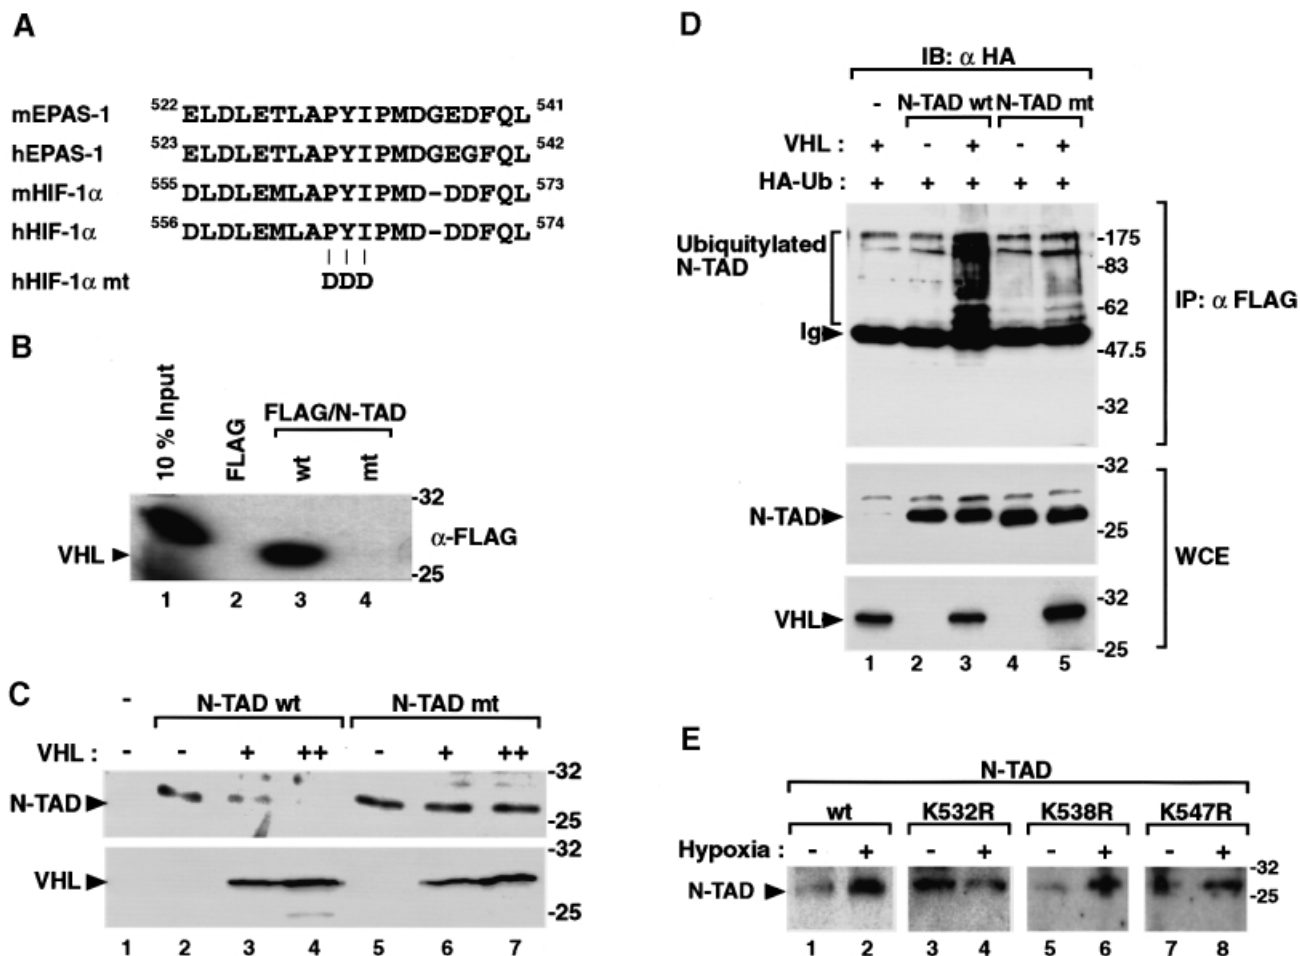 A
mEPAS-1 522 ELDLETLAPYIPMDGEDFQL 541
hEPAS-1 523 ELDLETLAPYIPMDGEGFQL 542
mHIF-1α 555 DLDLEMLAPYIPMD-DDFQL 573
hHIF-1α 556 DLDLEMLAPYIPMD-DDFQL 574
hHIF-1α mt DDD
B
10 % Input
FLAG
FLAG/N-TAD
wt
mt
-32
VHL
α-FLAG
-25
1 2 3 4
C
- N-TAD wt N-TAD mt
VHL : - - + ++ - + ++
-32
N-TAD
-25
-32
VHL
-25
1 2 3 4 5 6 7
D
IB: α HA
- N-TAD wt N-TAD mt
VHL : + - + - +
HA-Ub : + + + + +
Ubiquitylated
N-TAD
Ig
-175
-83
-62
-47.5
-32
IP: α FLAG
-32
N-TAD
-25
WCE
-32
VHL
-25
1 2 3 4 5
E
N-TAD
wt K532R K538R K547R
Hypoxia : - + - + - + - +
-32
N-TAD
-25
1 2 3 4 5 6 7 8